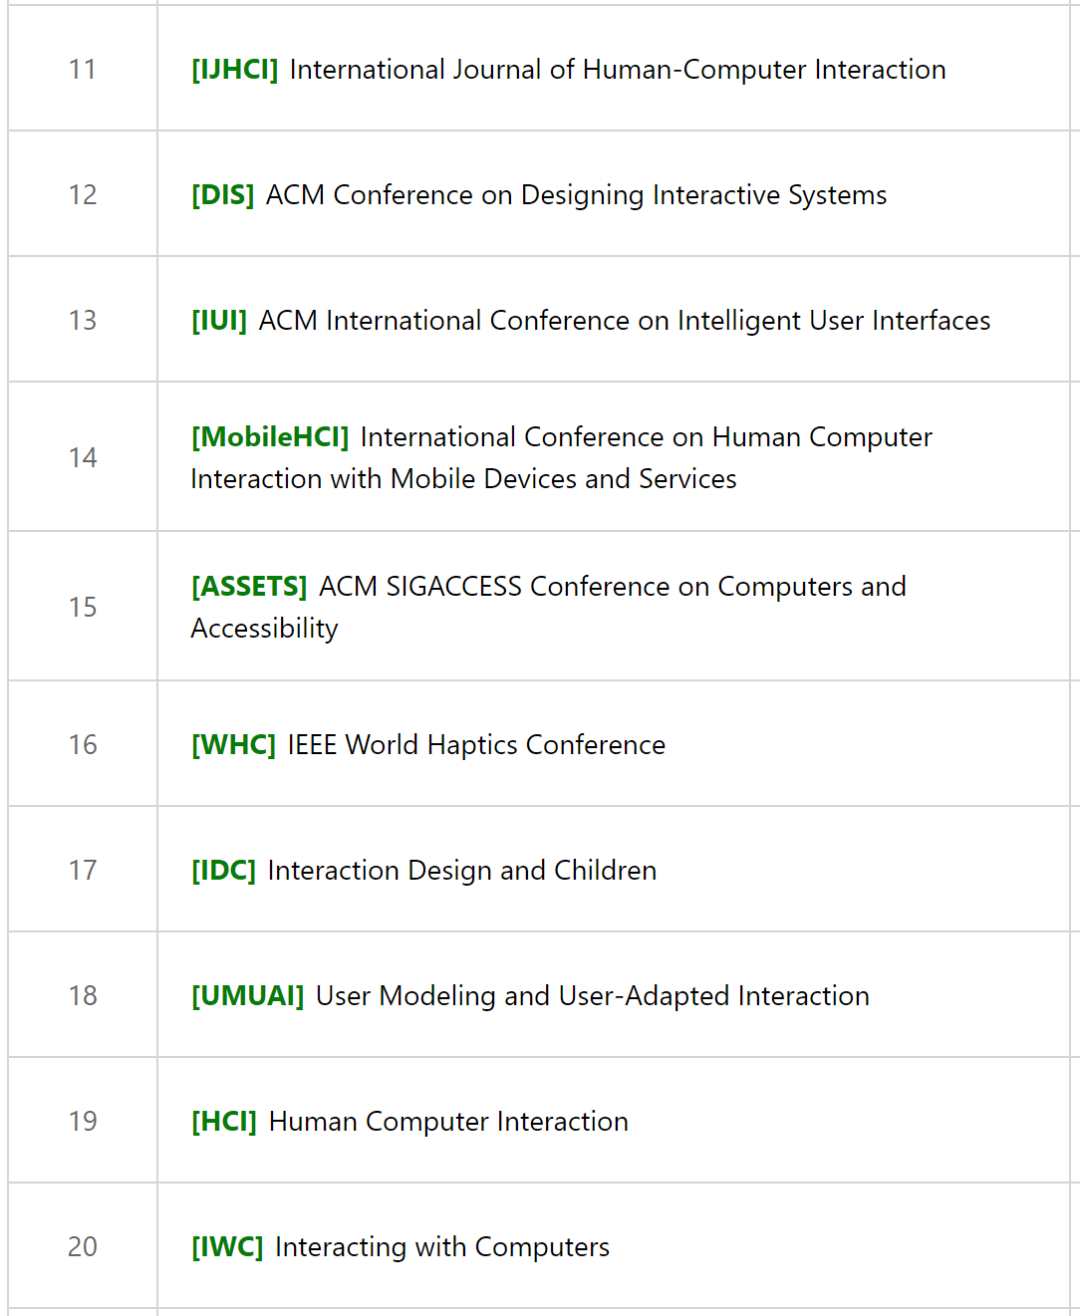 11 [IJHCI] International Journal of Human-Computer Interaction
12 [DIS] ACM Conference on Designing Interactive Systems
13 [IUI] ACM International Conference on Intelligent User Interfaces
14 [MobileHCI] International Conference on Human Computer
Interaction with Mobile Devices and Services
15 [ASSETS] ACM SIGACCESS Conference on Computers and
Accessibility
16 [WHC] IEEE World Haptics Conference
17 [IDC] Interaction Design and Children
18 [UMUAI] User Modeling and User-Adapted Interaction
19 [HCI] Human Computer Interaction
20 [IWC] Interacting with Computers